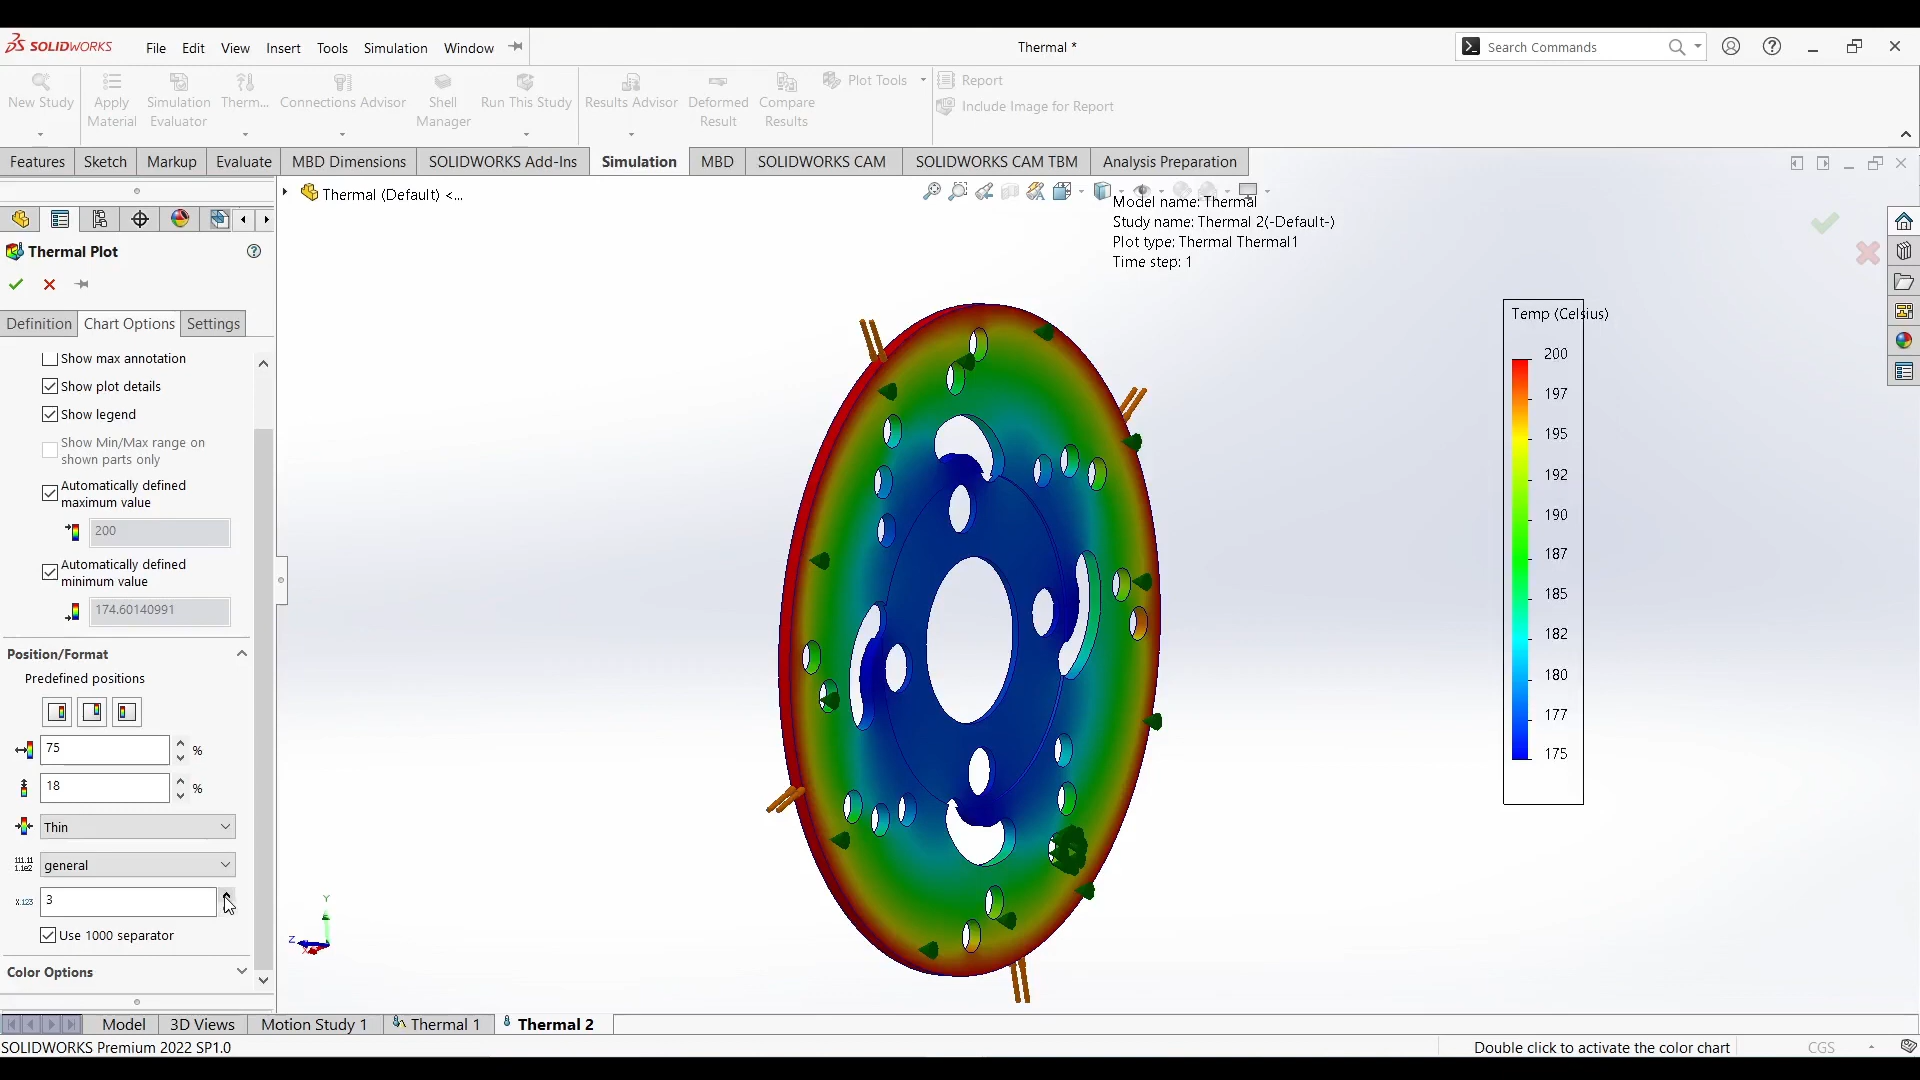 SOLIDWORKS File Edit View Insert Tools Simulation Window Thermal * Search Commands
New Study Apply Material Simulation Evaluator Therm... Connections Advisor Shell Manager Run This Study Results Advisor Deformed Result Compare Results Plot Tools Report
Include Image for Report
Features Sketch Markup Evaluate MBD Dimensions SOLIDWORKS Add-Ins Simulation MBD SOLIDWORKS CAM SOLIDWORKS CAM TBM Analysis Preparation
Thermal (Default) <...
Model name: Thermal
Study name: Thermal 2(-Default-)
Plot type: Thermal Thermal1
Time step: 1
Thermal Plot
Definition Chart Options Settings
Show max annotation
Show plot details
Show legend
Show Min/Max range on
shown parts only
Automatically defined
maximum value
200
Automatically defined
minimum value
174.60140991
Position/Format
Predefined positions
75 %
18 %
Thin
111.11
1.1e2
general
x.123
3
Use 1000 separator
Color Options
Temp (Celsius)
200
197
195
192
190
187
185
182
180
177
175
Y
Z
X
Model 3D Views Motion Study 1 Thermal 1 Thermal 2
SOLIDWORKS Premium 2022 SP1.0 Double click to activate the color chart CGS